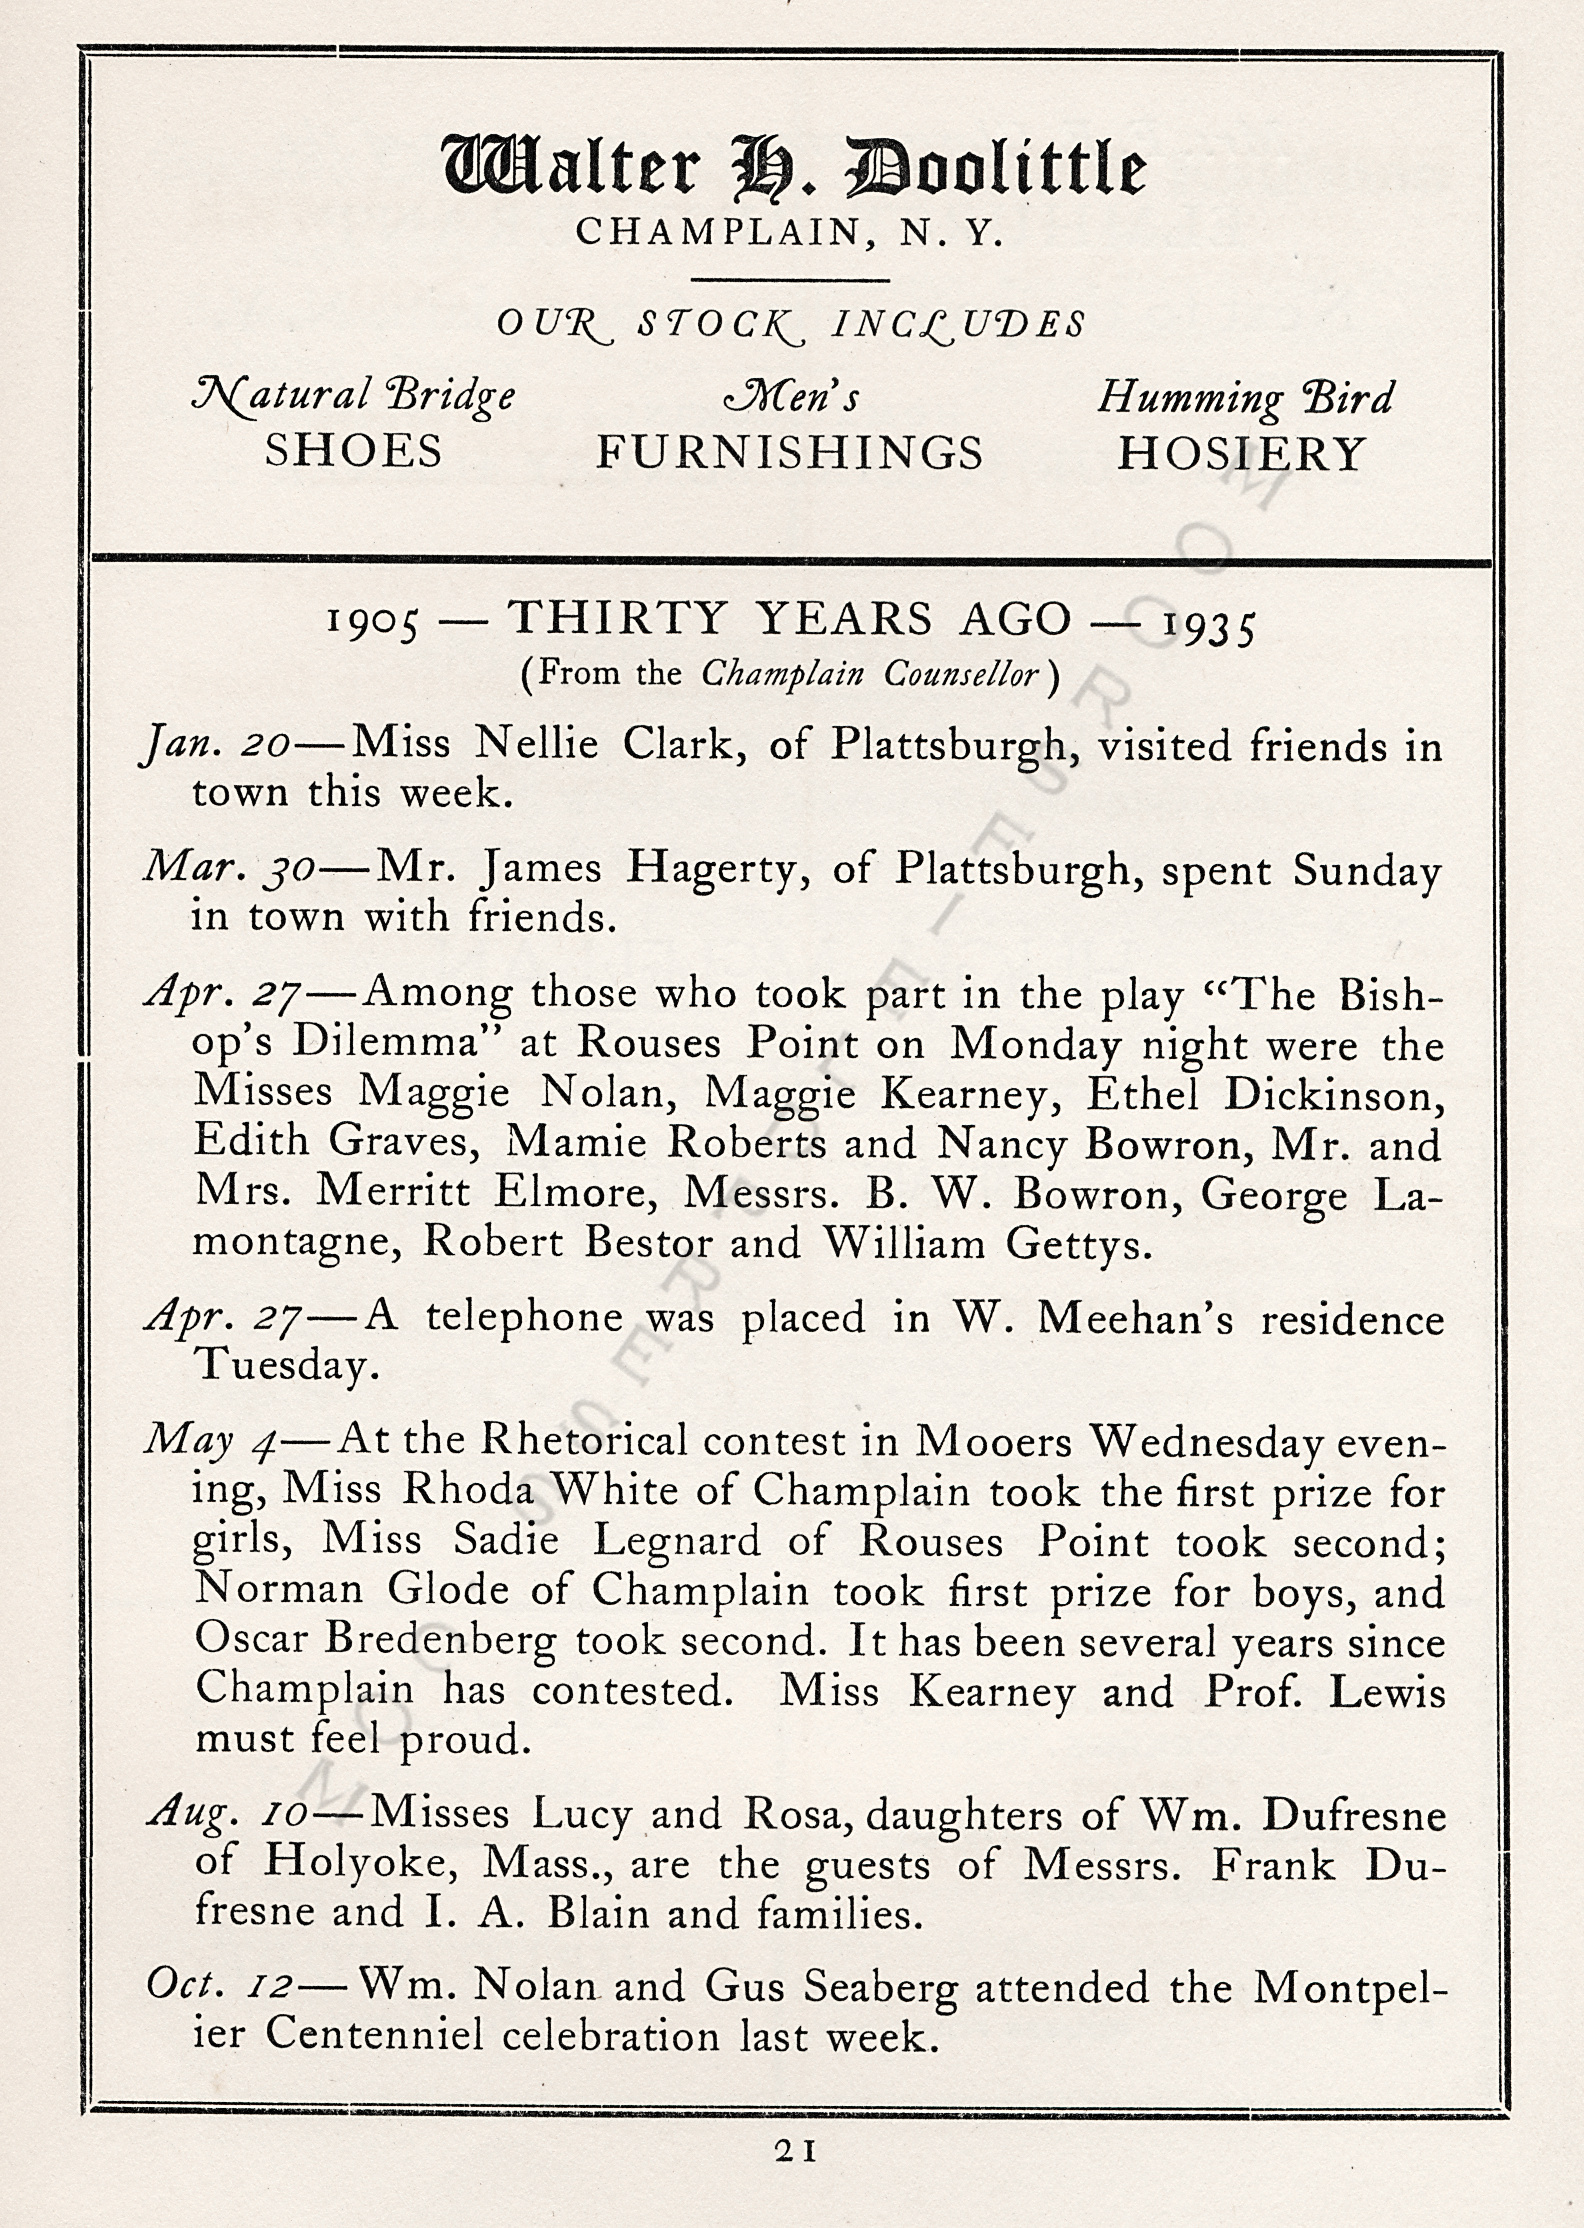 Walter H. Doolittle
CHAMPLAIN, N. Y.
OUR STOCK INCLUDES
Natural Bridge Men's Humming Bird
SHOES FURNISHINGS HOSIERY
1905 — THIRTY YEARS AGO — 1935
(From the Champlain Counsellor)
Jan. 20—Miss Nellie Clark, of Plattsburgh, visited friends in
town this week.
Mar. 30—Mr. James Hagerty, of Plattsburgh, spent Sunday
in town with friends.
Apr. 27—Among those who took part in the play “The Bish-
op's Dilemma” at Rouses Point on Monday night were the
Misses Maggie Nolan, Maggie Kearney, Ethel Dickinson,
Edith Graves, Mamie Roberts and Nancy Bowron, Mr. and
Mrs. Merritt Elmore, Messrs. B. W. Bowron, George La-
montagne, Robert Bestor and William Gettys.
Apr. 27—A telephone was placed in W. Meehan's residence
Tuesday.
May 4—At the Rhetorical contest in Mooers Wednesday even-
ing, Miss Rhoda White of Champlain took the first prize for
girls, Miss Sadie Legnard of Rouses Point took second;
Norman Glode of Champlain took first prize for boys, and
Oscar Bredenberg took second. It has been several years since
Champlain has contested. Miss Kearney and Prof. Lewis
must feel proud.
Aug. 10—Misses Lucy and Rosa, daughters of Wm. Dufresne
of Holyoke, Mass., are the guests of Messrs. Frank Du-
fresne and I. A. Blain and families.
Oct. 12—Wm. Nolan and Gus Seaberg attended the Montpel-
ier Centenniel celebration last week.
21